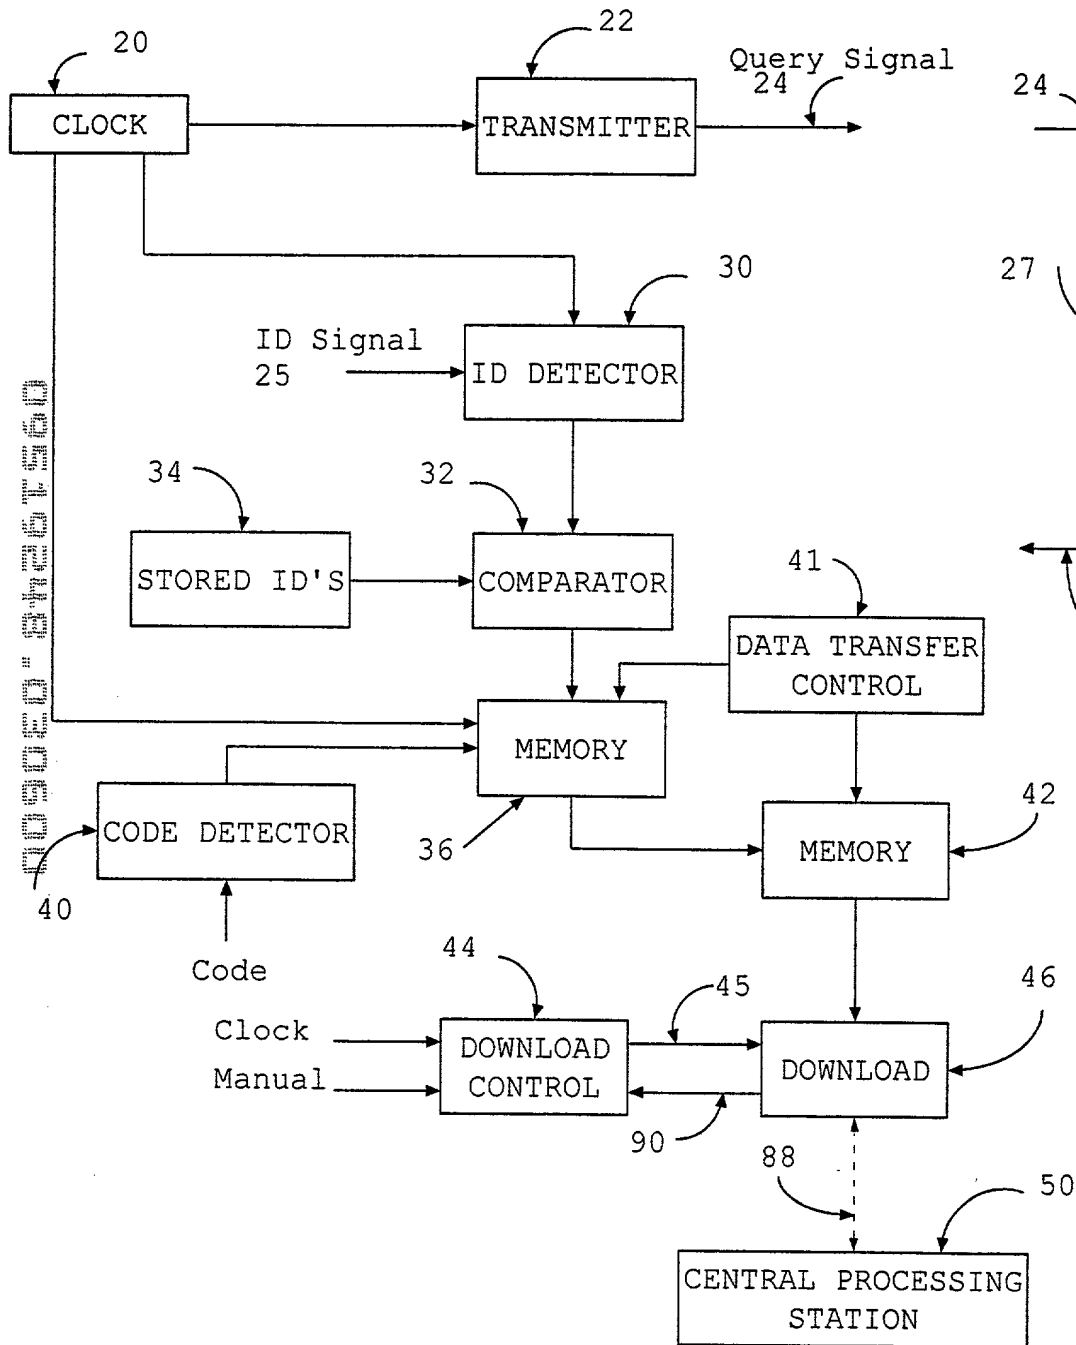 20
22
Query Signal
24
24
CLOCK
TRANSMITTER
30
27
ID Signal
25
ID DETECTOR
34
32
STORED ID'S
COMPARATOR
41
DATA TRANSFER
CONTROL
MEMORY
42
CODE DETECTOR
36
MEMORY
40
Code
44
45
46
Clock
Manual
DOWNLOAD
CONTROL
DOWNLOAD
90
88
50
CENTRAL PROCESSING
STATION